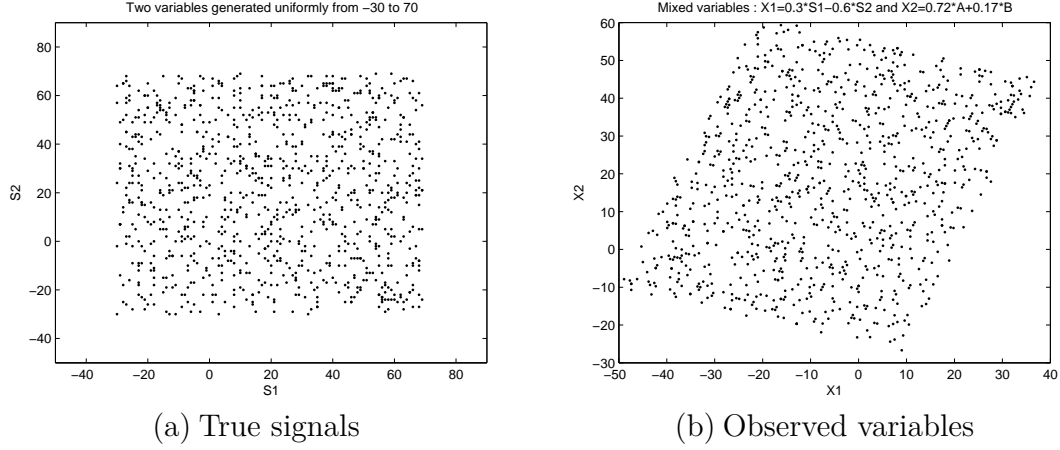 Two variables generated uniformly from −30 to 70
80
60
40
20
0
−20
−40
S2
−40 −20 0 20 40 60 80
S1
(a) True signals
Mixed variables : X1=0.3*S1−0.6*S2 and X2=0.72*A+0.17*B
60
50
40
30
20
10
0
−10
−20
−30
X2
−50 −40 −30 −20 −10 0 10 20 30 40
X1
(b) Observed variables